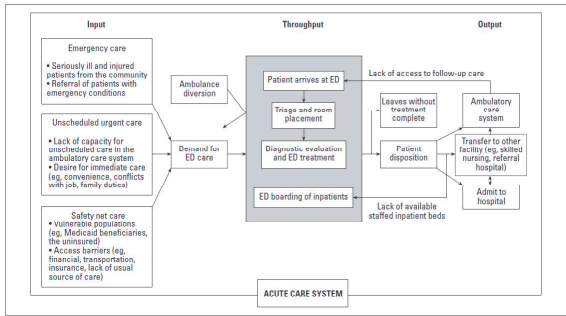 Input
Throughput
Output
Emergency care
• Seriously ill and injured
patients from the community
• Referral of patients with
emergency conditions
Unscheduled urgent care
• Lack of capacity for
unscheduled care in the
ambulatory care system
• Desire for immediate care
(eg, convenience, conflicts
with job, family duties)
Safety net care
• Vulnerable populations
(eg, Medicaid beneficiaries,
the uninsured)
• Access barriers (eg,
financial, transportation,
insurance, lack of usual
source of care)
Ambulance
diversion
Demand for
ED care
Patient arrives at ED
Triage and room
placement
Diagnostic evaluation
and ED treatment
ED boarding of inpatients
Lack of access to follow-up care
Leaves without
treatment
complete
Patient
disposition
Lack of available
staffed inpatient beds
Ambulatory
care
system
Transfer to other
facility (eg, skilled
nursing, referral
hospital)
Admit to
hospital
ACUTE CARE SYSTEM